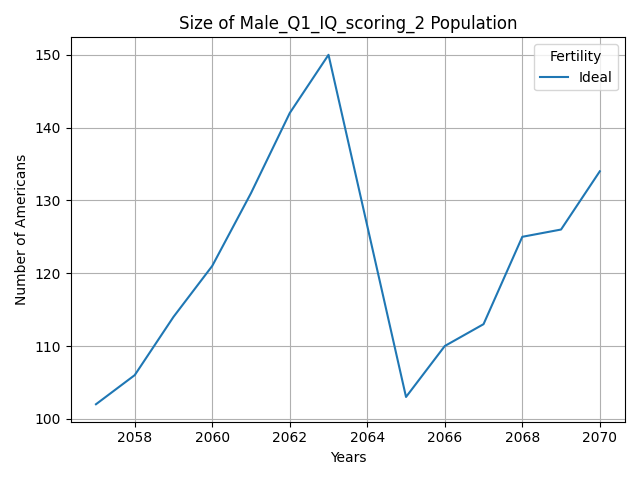 Size of Male_Q1_IQ_scoring_2 Population
Fertility
Ideal
Number of Americans
150
140
130
120
110
100
2058 2060 2062 2064 2066 2068 2070
Years